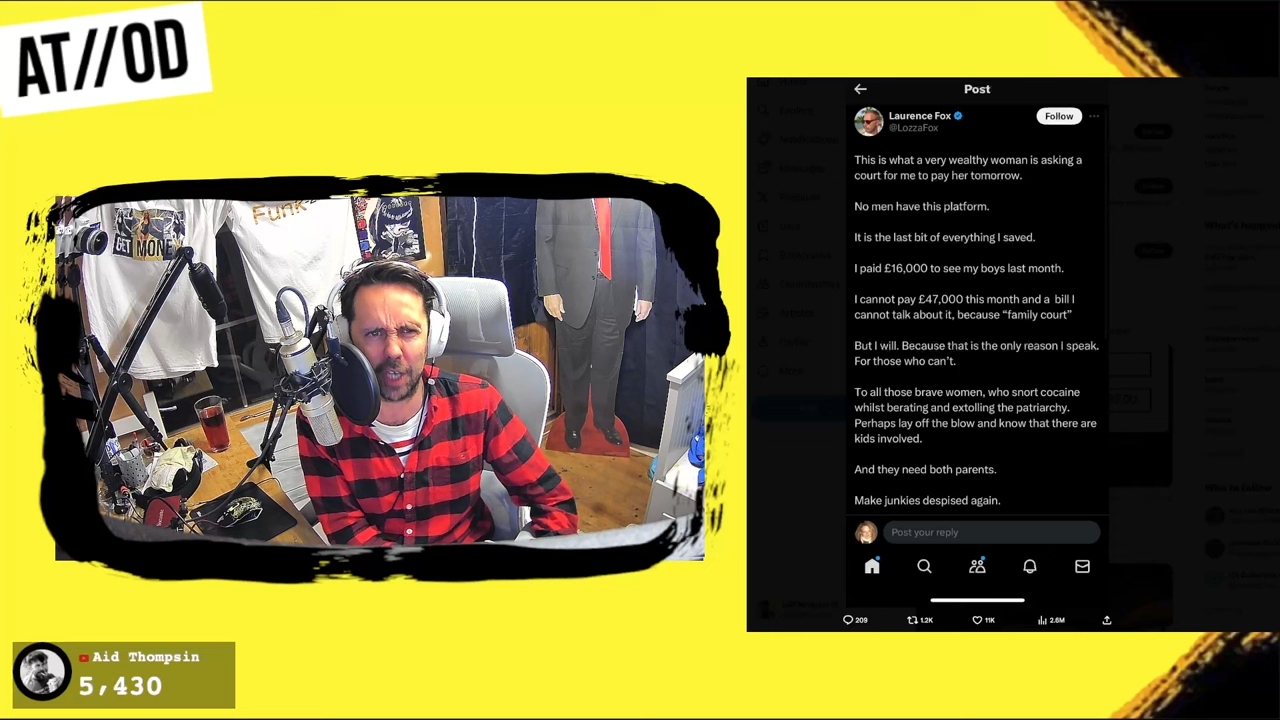 AT//OD
GET MONEY
Funk-
Post
Laurence Fox
@LozzaFox
Follow
This is what a very wealthy woman is asking a
court for me to pay her tomorrow.
No men have this platform.
It is the last bit of everything I saved.
I paid £16,000 to see my boys last month.
I cannot pay £47,000 this month and a bill I
cannot talk about it, because “family court”
But I will. Because that is the only reason I speak.
For those who can’t.
To all those brave women, who snort cocaine
whilst berating and extolling the patriarchy.
Perhaps lay off the blow and know that there are
kids involved.
And they need both parents.
Make junkies despised again.
Post your reply
209
1.2K
11K
2.6M
Aid Thompsin
5,430